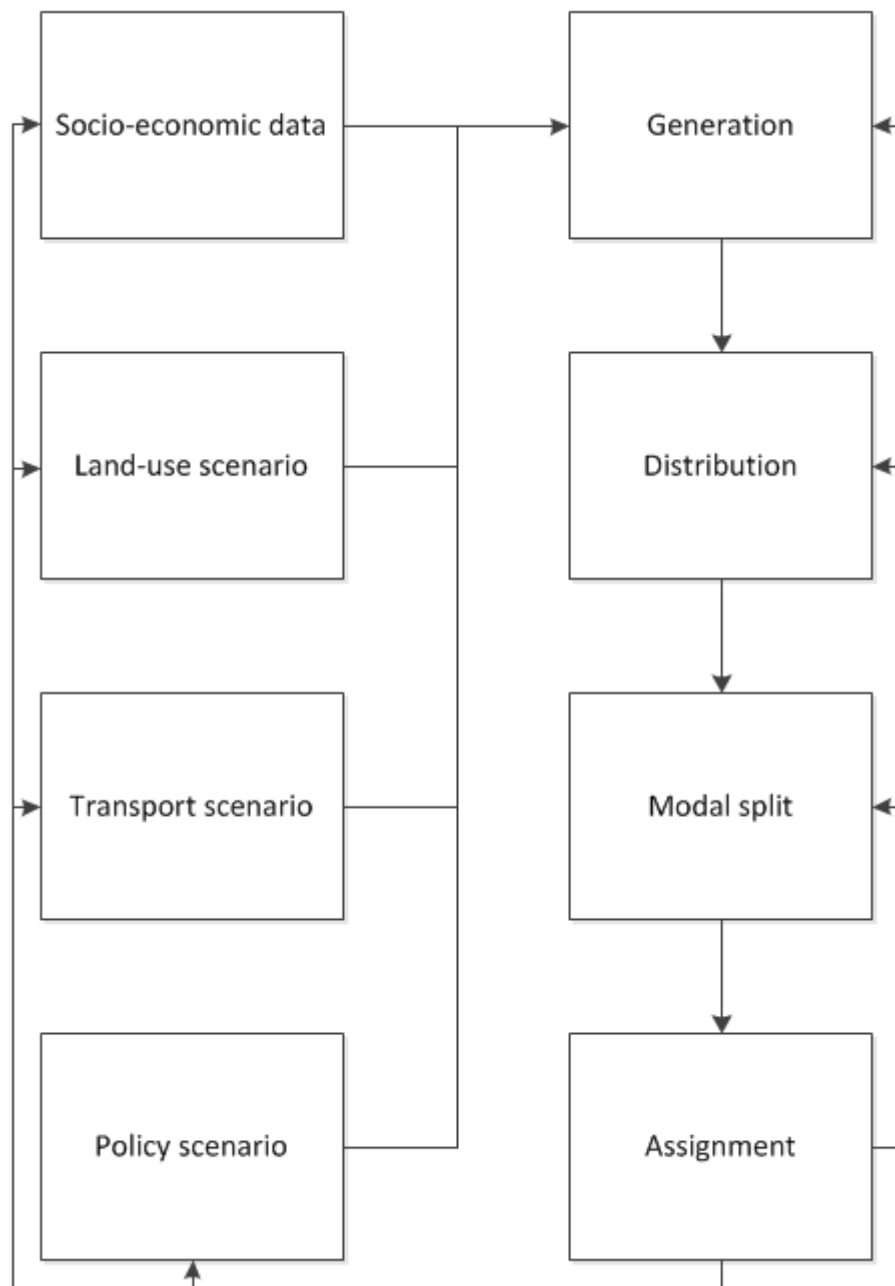 Socio-economic data
Generation
Land-use scenario
Distribution
Transport scenario
Modal split
Policy scenario
Assignment